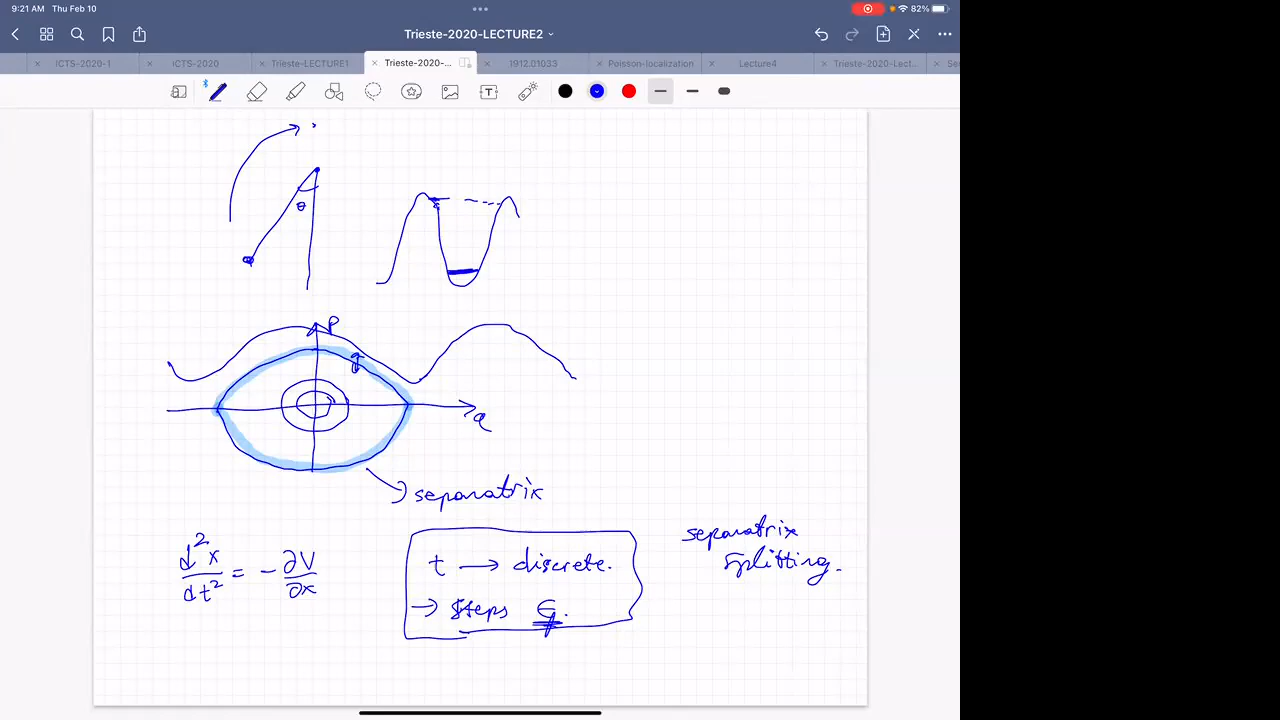 9:21 AM Thu Feb 10
82%
Trieste-2020-LECTURE2
ICTS-2020-1
ICTS-2020
Trieste-LECTURE1
Trieste-2020-...
1912.01033
Poisson-localization
Lecture4
Trieste-2020-Lect...
T
θ
p
q
separatrix
d²x/dt² = - ∂V/∂x
t → discrete.
→ steps ϵ.
separatrix
splitting.